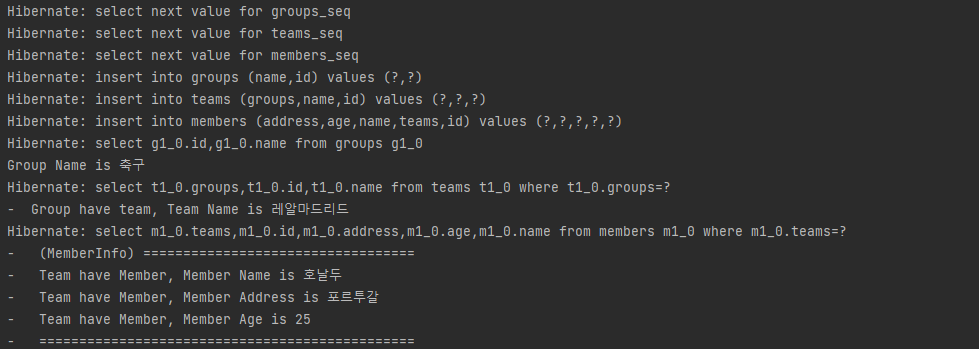 Hibernate: select next value for groups_seq
Hibernate: select next value for teams_seq
Hibernate: select next value for members_seq
Hibernate: insert into groups (name,id) values (?,?)
Hibernate: insert into teams (groups,name,id) values (?,?,?)
Hibernate: insert into members (address,age,name,teams,id) values (?,?,?,?,?)
Hibernate: select g1_0.id,g1_0.name from groups g1_0
Group Name is 축구
Hibernate: select t1_0.groups,t1_0.id,t1_0.name from teams t1_0 where t1_0.groups=?
-  Group have team, Team Name is 레알마드리드
Hibernate: select m1_0.teams,m1_0.id,m1_0.address,m1_0.age,m1_0.name from members m1_0 where m1_0.teams=?
-   (MemberInfo) ==================================
-   Team have Member, Member Name is 호날두
-   Team have Member, Member Address is 포르투갈
-   Team have Member, Member Age is 25
-   ===============================================